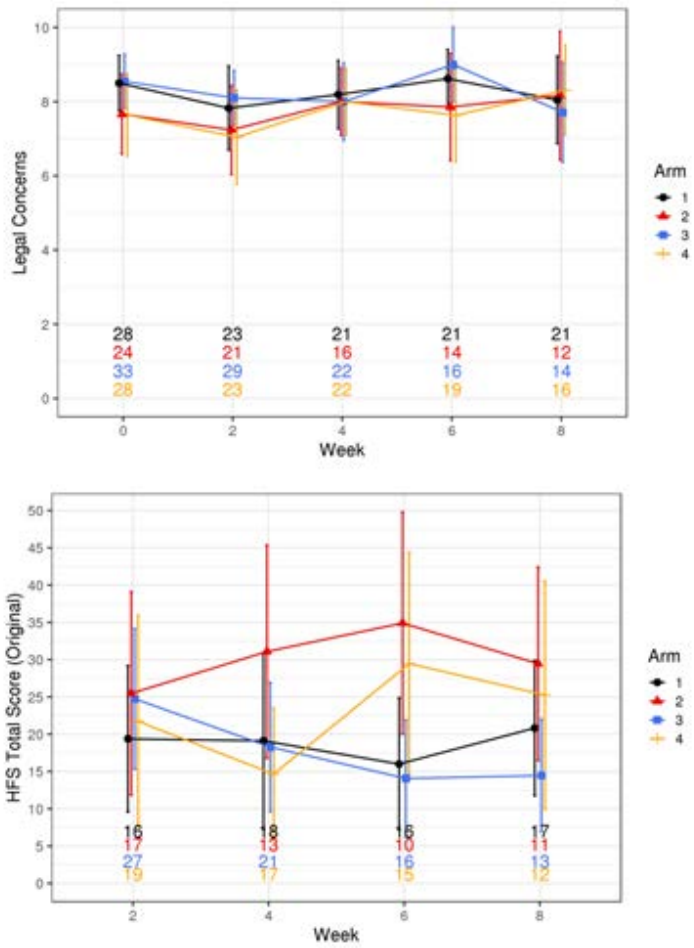 10
8
6
4
2
0
Legal Concerns
28 23 21 21 21
24 21 16 14 12
33 29 22 16 14
28 23 22 19 16
0 2 4 6 8
Week
Arm
1
2
3
4
50
45
40
35
30
25
20
15
10
5
0
HFS Total Score (Original)
16 18 16 17
17 13 10 11
27 21 16 13
19 17 15 12
2 4 6 8
Week
Arm
1
2
3
4